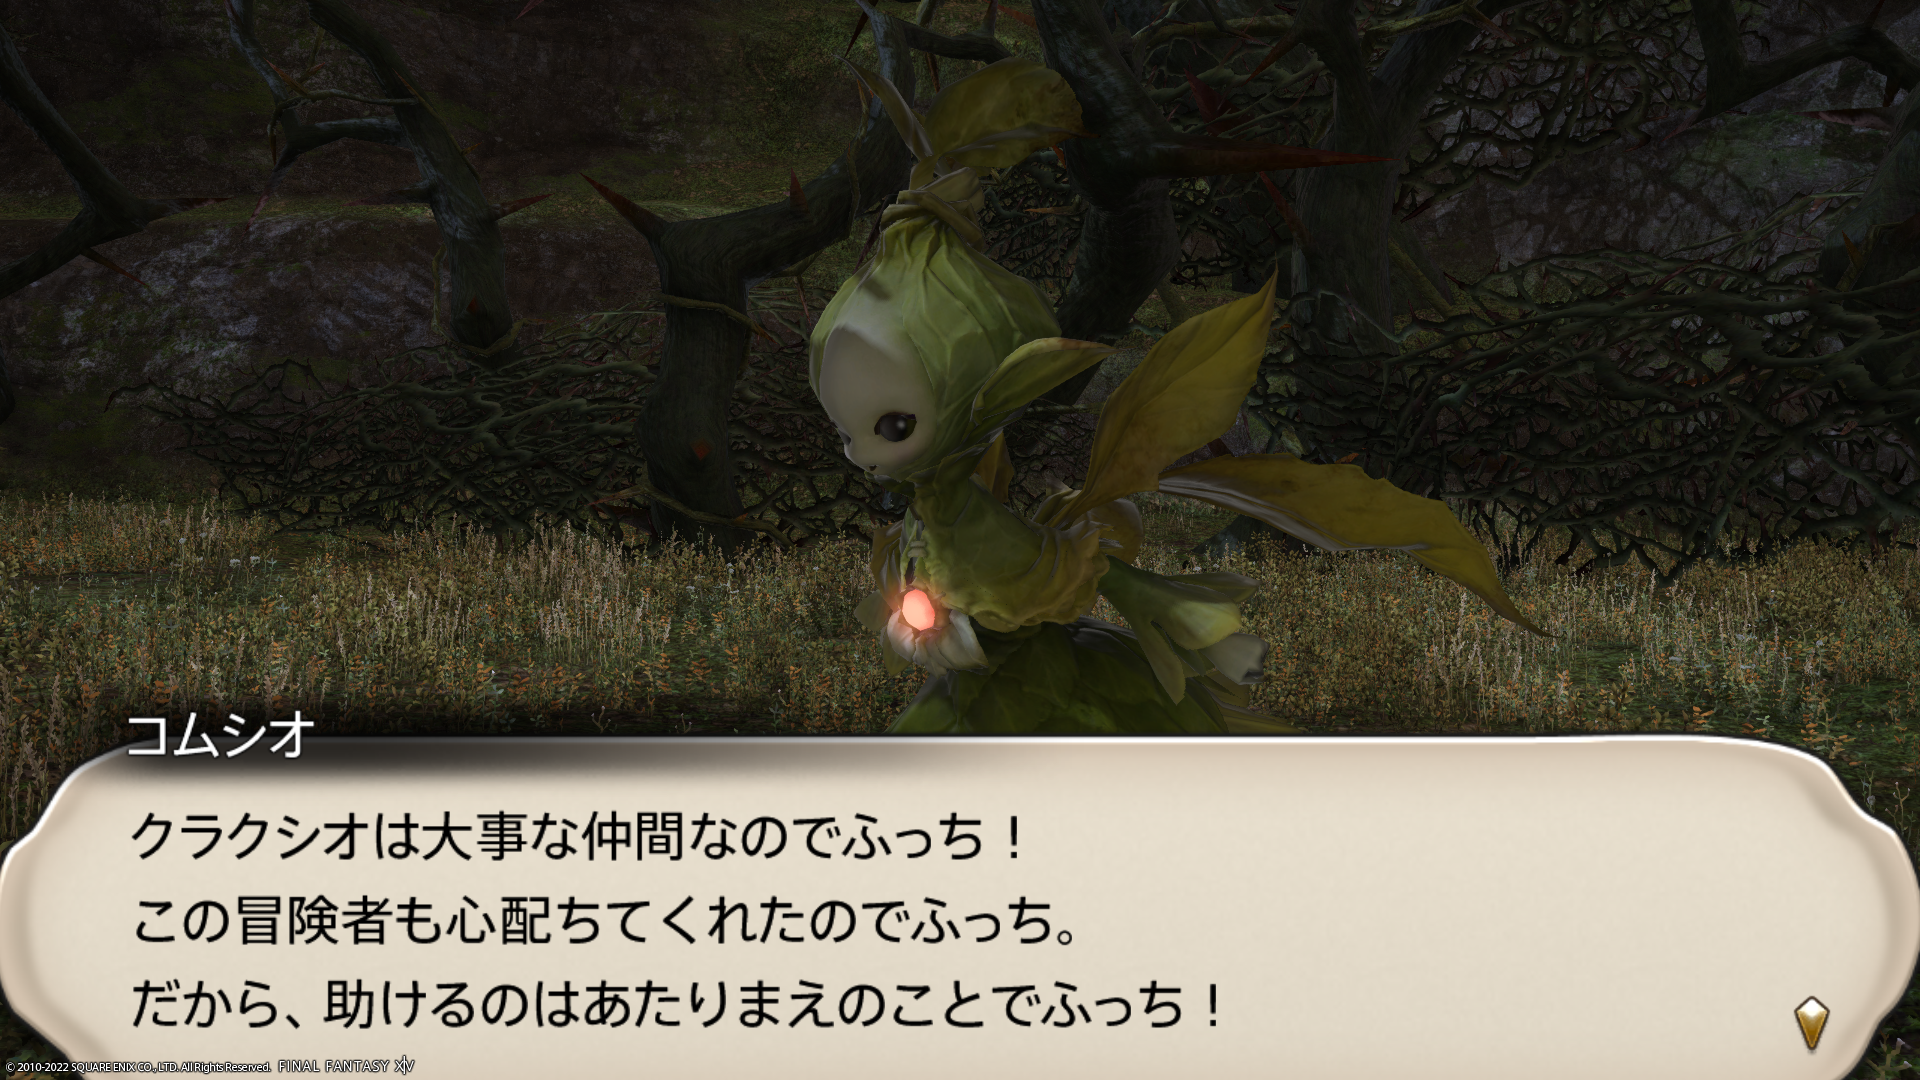 コムシオ
クラクシオは大事な仲間なのでふっち！
この冒険者も心配ちてくれたのでふっち。
だから、助けるのはあたりまえのことでふっち！
© 2010-2022 SQUARE ENIX CO., LTD. All Rights Reserved. FINAL FANTASY XIV